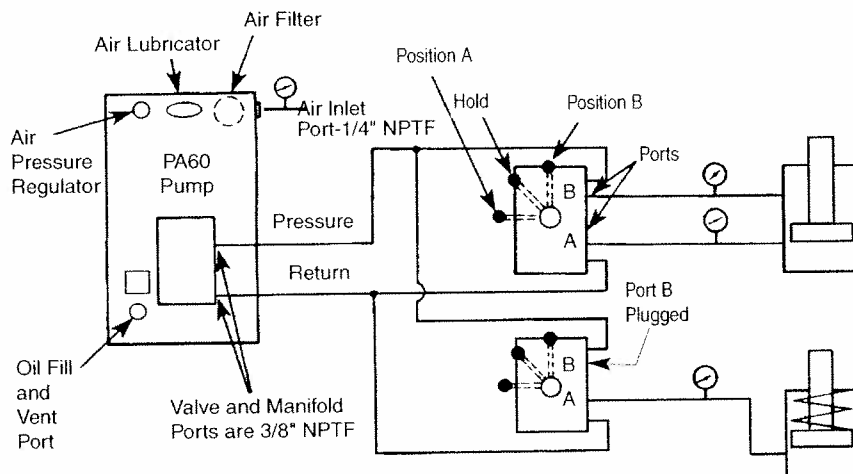 Air Filter
Air Lubricator
Position A
Hold
Position B
Air Inlet
Port-1/4" NPTF
Air
Pressure
Regulator
PA60
Pump
Ports
B
A
Pressure
Return
Port B
Plugged
B
A
Oil Fill
and
Vent
Port
Valve and Manifold
Ports are 3/8" NPTF